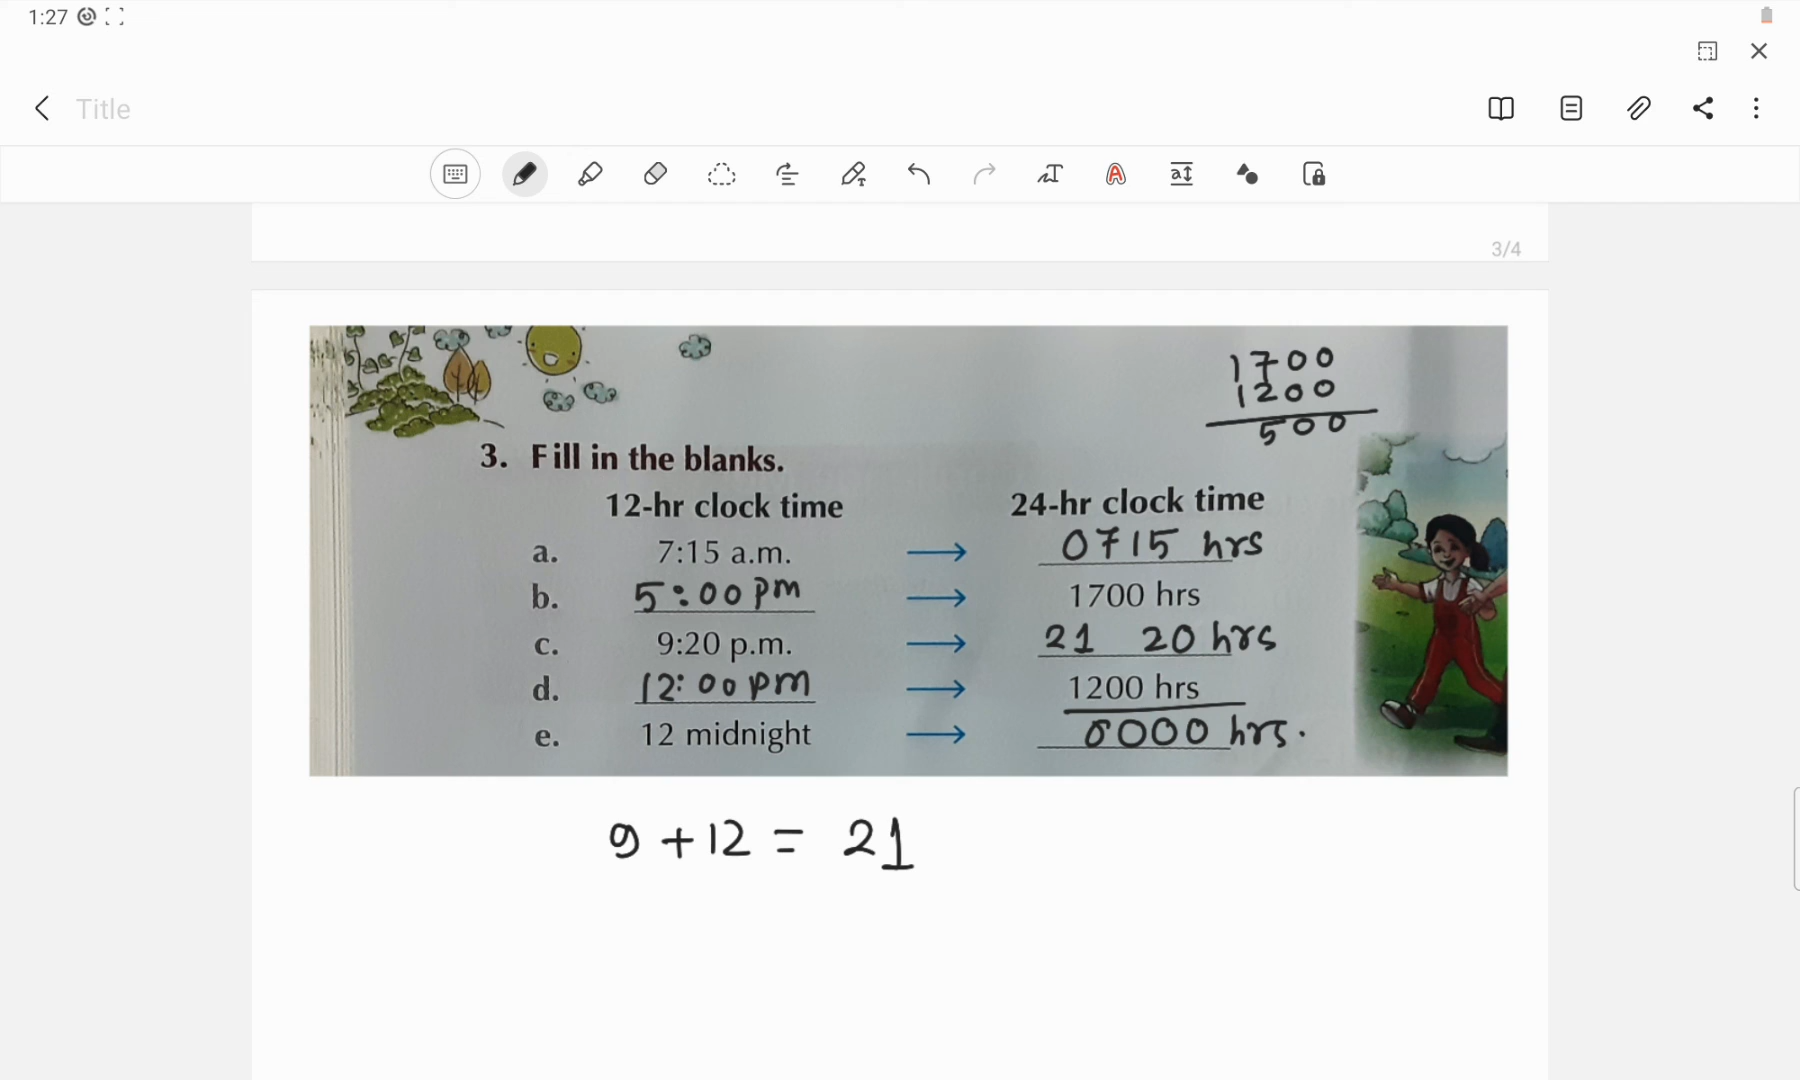 1:27
Title
3/4
1700
1200
500
3. Fill in the blanks.
12-hr clock time 24-hr clock time
a. 7:15 a.m. → 0715 hrs
b. 5:00 pm → 1700 hrs
c. 9:20 p.m. → 21 20 hrs
d. 12:00 pm → 1200 hrs
e. 12 midnight → 0000 hrs.
9 + 12 = 21